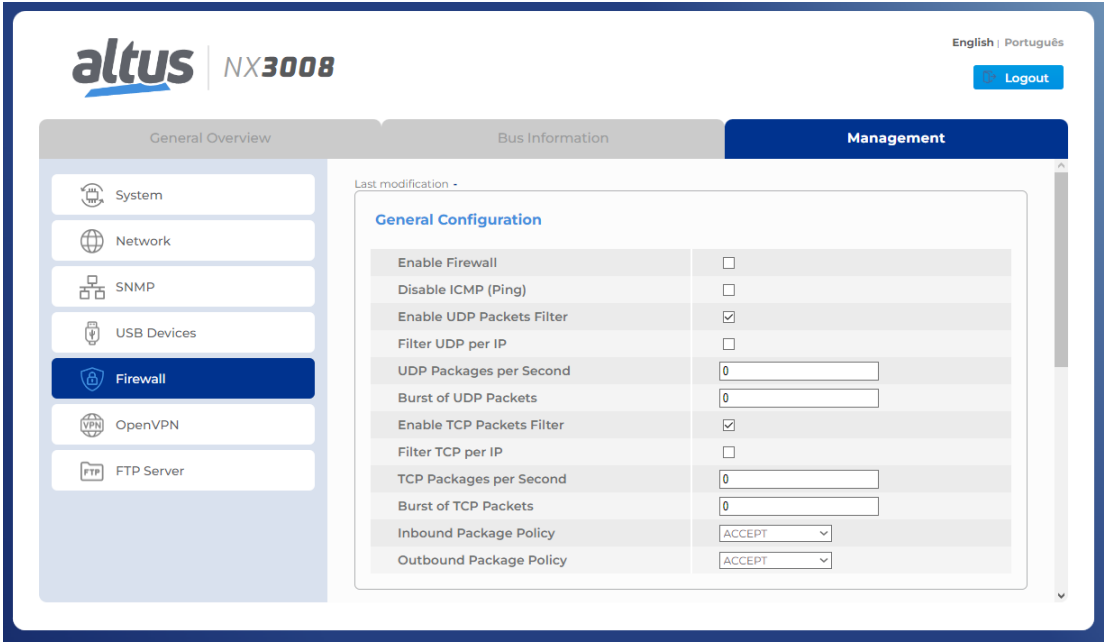 altus NX3008
English | Português
Logout
General Overview
Bus Information
Management
System
Network
SNMP
USB Devices
Firewall
VPN OpenVPN
FTP FTP Server
Last modification -
General Configuration
Enable Firewall
Disable ICMP (Ping)
Enable UDP Packets Filter
Filter UDP per IP
UDP Packages per Second 0
Burst of UDP Packets 0
Enable TCP Packets Filter
Filter TCP per IP
TCP Packages per Second 0
Burst of TCP Packets 0
Inbound Package Policy ACCEPT
Outbound Package Policy ACCEPT